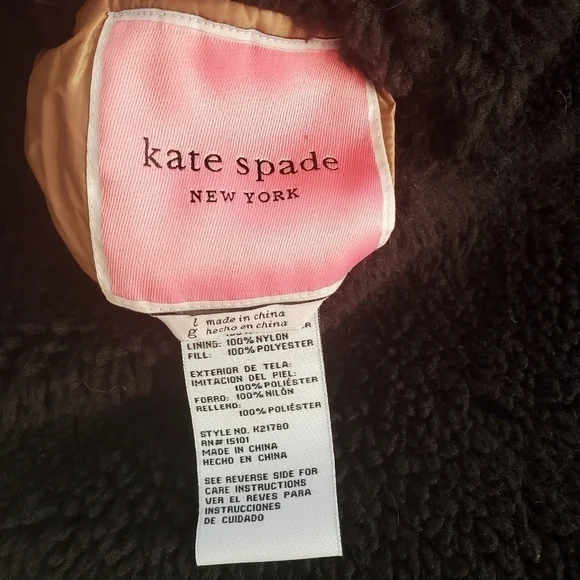 kate spade
NEW YORK
l made in china
g hecho en china
LINING: 100% NYLON
FILL: 100% POLYESTER
EXTERIOR DE TELA:
IMITACION DEL PIEL:
100% POLIÉSTER
FORRO: 100% NILÓN
RELLENO:
100% POLIÉSTER
STYLE NO. K21780
RN# 15101
MADE IN CHINA
HECHO EN CHINA
SEE REVERSE SIDE FOR
CARE INSTRUCTIONS
VER EL REVES PARA
INSTRUCCIONES
DE CUIDADO